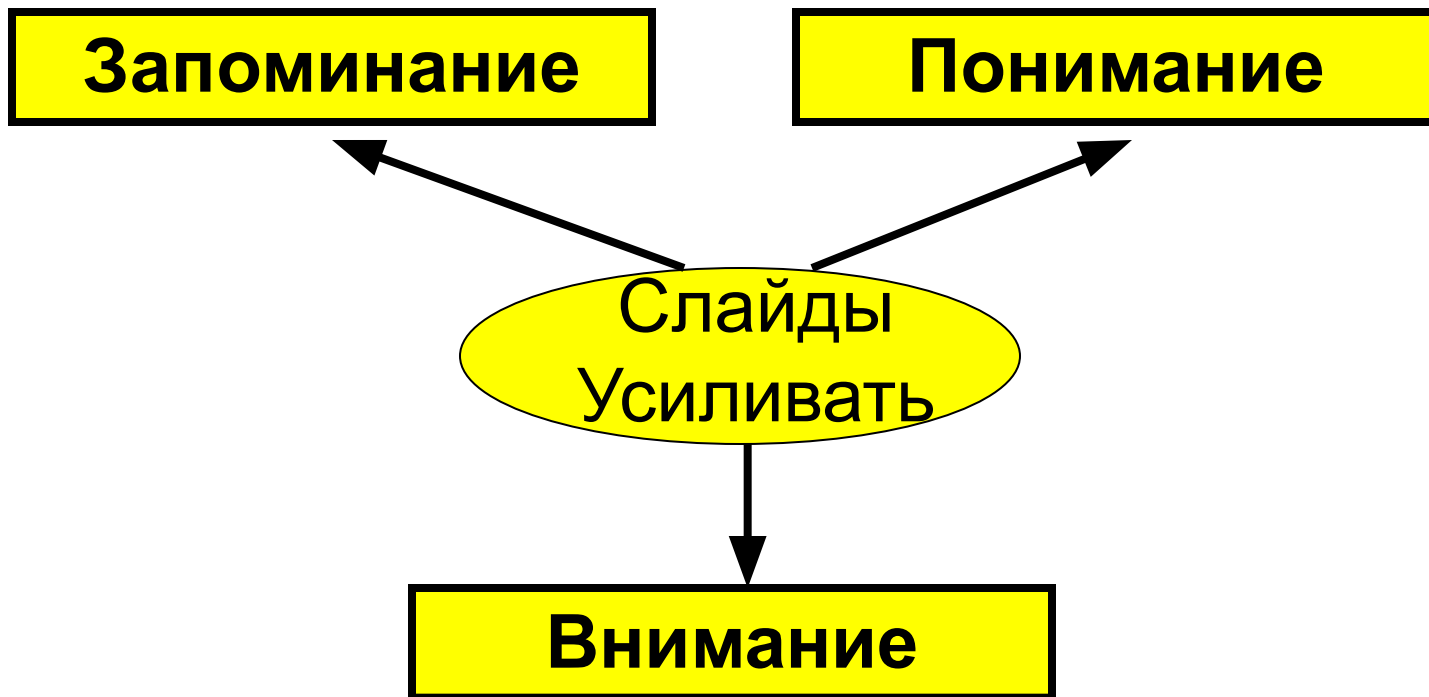 Запоминание
Понимание
Слайды
Усиливать
Внимание